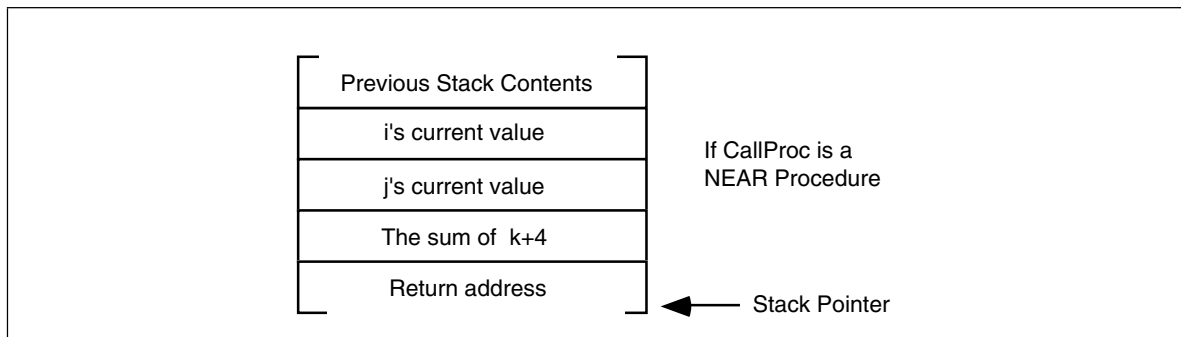 Previous Stack Contents
i's current value
j's current value
The sum of k+4
Return address
If CallProc is a
NEAR Procedure
Stack Pointer